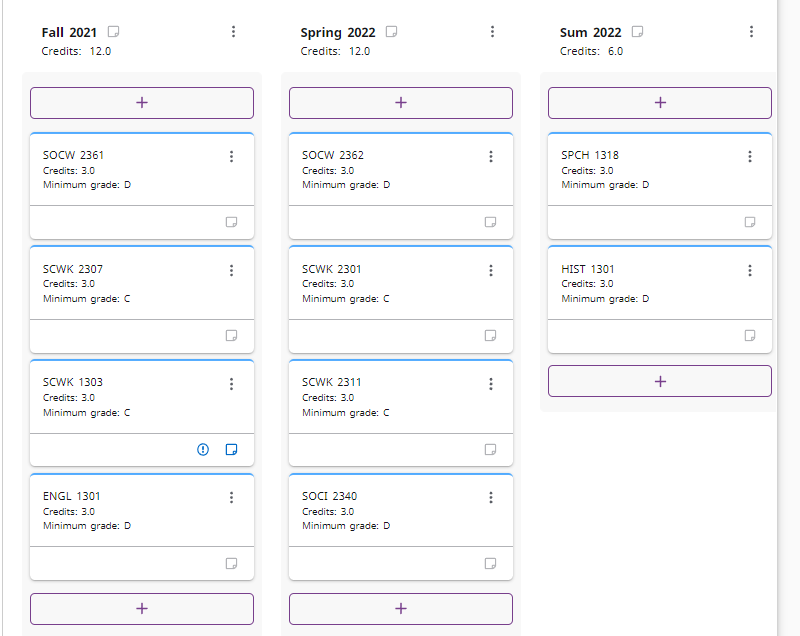 Fall 2021
Credits: 12.0
+
SOCW 2361
Credits: 3.0
Minimum grade: D
SCWK 2307
Credits: 3.0
Minimum grade: C
SCWK 1303
Credits: 3.0
Minimum grade: C
ENGL 1301
Credits: 3.0
Minimum grade: D
+
Spring 2022
Credits: 12.0
+
SOCW 2362
Credits: 3.0
Minimum grade: D
SCWK 2301
Credits: 3.0
Minimum grade: C
SCWK 2311
Credits: 3.0
Minimum grade: C
SOCI 2340
Credits: 3.0
Minimum grade: D
+
Sum 2022
Credits: 6.0
+
SPCH 1318
Credits: 3.0
Minimum grade: D
HIST 1301
Credits: 3.0
Minimum grade: D
+